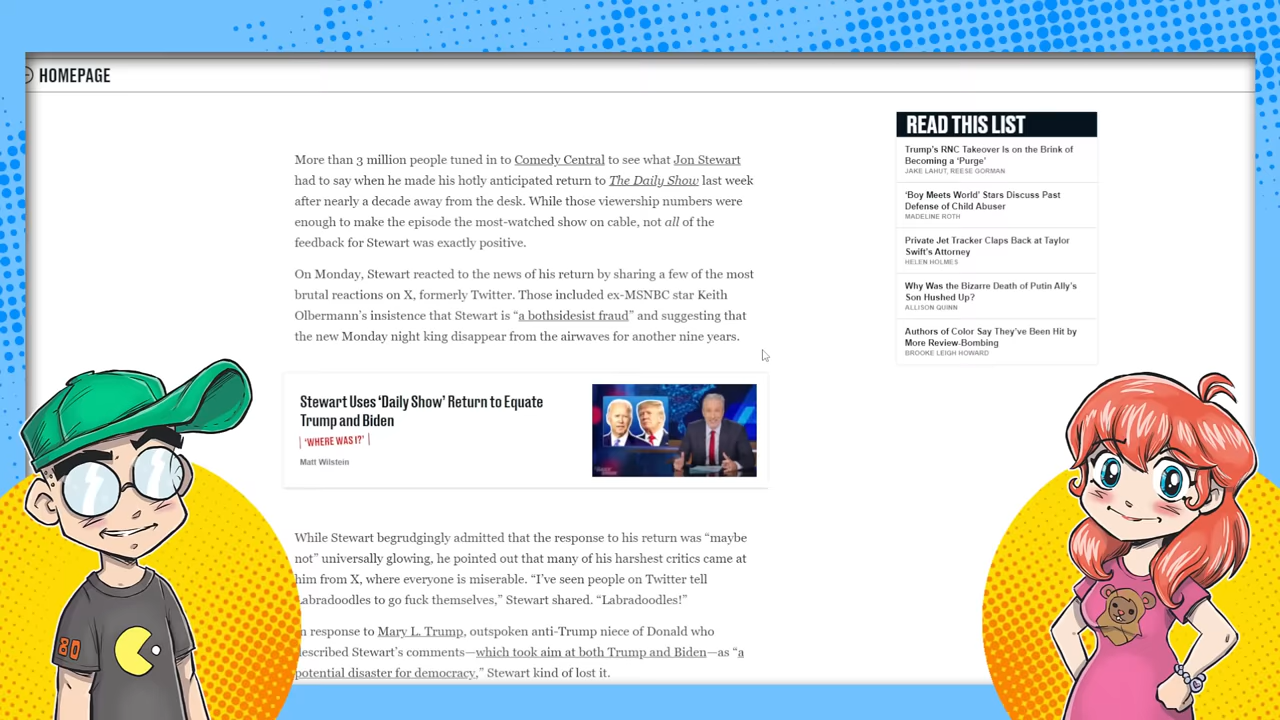 HOMEPAGE
More than 3 million people tuned in to Comedy Central to see what Jon Stewart
had to say when he made his hotly anticipated return to The Daily Show last week
after nearly a decade away from the desk. While those viewership numbers were
enough to make the episode the most-watched show on cable, not all of the
feedback for Stewart was exactly positive.
On Monday, Stewart reacted to the news of his return by sharing a few of the most
brutal reactions on X, formerly Twitter. Those included ex-MSNBC star Keith
Olbermann’s insistence that Stewart is “a bothsidesist fraud” and suggesting that
the new Monday night king disappear from the airwaves for another nine years.
Stewart Uses ‘Daily Show’ Return to Equate
Trump and Biden
‘WHERE WAS I?’
Matt Wilstein
While Stewart begrudgingly admitted that the response to his return was “maybe
not” universally glowing, he pointed out that many of his harshest critics came at
him from X, where everyone is miserable. “I’ve seen people on Twitter tell
Labradoodles to go fuck themselves,” Stewart shared. “Labradoodles!”
n response to Mary L. Trump, outspoken anti-Trump niece of Donald who
described Stewart’s comments—which took aim at both Trump and Biden—as “a
potential disaster for democracy,” Stewart kind of lost it.
READ THIS LIST
Trump’s RNC Takeover Is on the Brink of
Becoming a ‘Purge’
JAKE LAHUT, REESE GORMAN
‘Boy Meets World’ Stars Discuss Past
Defense of Child Abuser
MADELINE ROTH
Private Jet Tracker Claps Back at Taylor
Swift’s Attorney
HELEN HOLMES
Why Was the Bizarre Death of Putin Ally’s
Son Hushed Up?
ALLISON QUINN
Authors of Color Say They’ve Been Hit by
More Review-Bombing
BROOKE LEIGH HOWARD
80